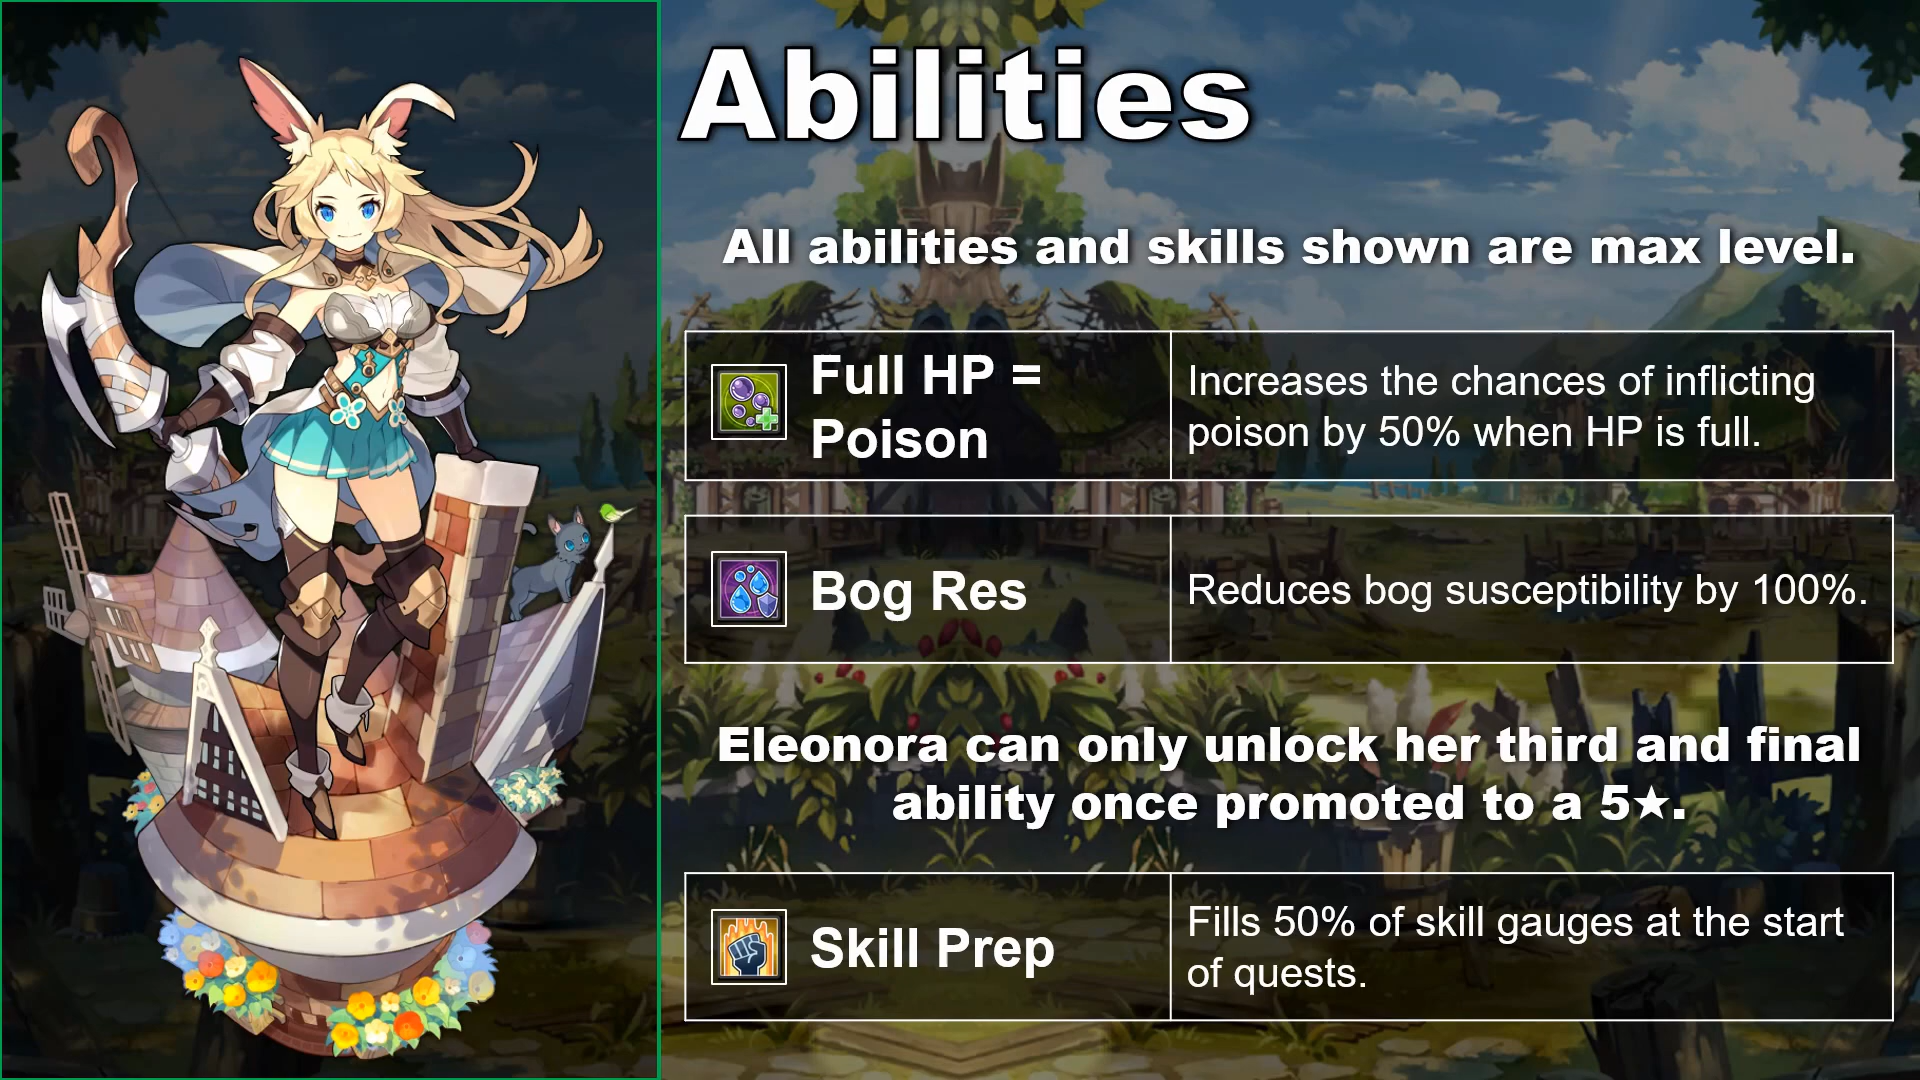 Abilities
All abilities and skills shown are max level.
Full HP =
Poison
Increases the chances of inflicting
poison by 50% when HP is full.
Bog Res
Reduces bog susceptibility by 100%.
Eleonora can only unlock her third and final
ability once promoted to a 5★.
Skill Prep
Fills 50% of skill gauges at the start
of quests.